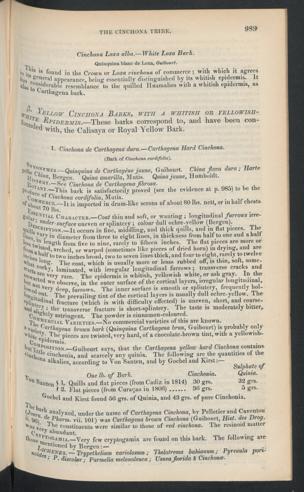 THE CINCHONA TRIBE. 989
Cinchona Loxa alba.—White Loxa Bark.
Quinquina blanc de Loxa, Guibourt.
This is found in the Crown or Loxa cinchona of commerce; with which it agrees
in its general appearance, being essentially distinguished by its whitish epidermis. It
has considerable resemblance to the quilled Huamalies with a whitish epidermis, as
also to Carthagena bark.
β. YELLOW CINCHONA BARKS, WITH A WHITISH OR YELLOWISH-
WHITE EPIDERMIS.—These barks correspond to, and have been con-
founded with, the Calisaya or Royal Yellow Bark.
1. Cinchona de Carthagena dura.—Carthagena Hard Cinchona.
(Bark of Cinchona cordifolia).
SYNONYMES.—Quinquina de Carthagène jaune, Guibourt. China flava dura; Harte
gelbe China, Bergen. Quina amarilla, Mutis. Quina jaune, Humboldt.
HISTORY.—See Cinchona de Carthagena fibrosa.
BOTANY.—This bark is satisfactorily proved (see the evidence at p. 985) to be the
produce of Cinchona cordifolia, Mutis.
COMMERCE.—It is imported in drum-like serons of about 80 lbs. nett, or in half chests
about 70 lbs.
ESSENTIAL CHARACTER.—Coat thin and soft, or wanting; longitudinal furrows irre-
gular; under surface uneven or splintery; colour dull ochre-yellow (Bergen).
DESCRIPTION.—It occurs in fine, middling, and thick quills, and in flat pieces. The
quills vary in diameter from three to eight lines, in thickness from half to one and a half
lines, in length from five to nine, rarely to fifteen inches. The flat pieces are more or
less twisted, arched, or warped (sometimes like pieces of dried horn) in drying, and are
from a half to two inches broad, two to seven lines thick, and four to eight, rarely to twelve
inches long. The coat, which is usually more or less rubbed off, is thin, soft, some-
what corky, laminated, with irregular longitudinal furrows; transverse cracks and
warts are very rare. The epidermis is whitish, yellowish white, or ash gray. In the
uncoated we observe, in the outer surface of the cortical layers, irregular longitudinal,
but not very deep, furrows. The inner surface is smooth or splintery, frequently hol-
lowed out. The prevailing tint of the cortical layers is usually dull ochre-yellow. The
longitudinal fracture (which is with difficulty effected) is uneven, short, and coarse-
splintery; the transverse fracture is short-splintery. The taste is moderately bitter,
and slightly astringent. The powder is cinnamon-coloured.
COMMERCIAL VARIETIES.—No commercial varieties of this are known.
The Carthagena brown bark (Quinquina Carthagena brun, Guibourt) is probably only
a variety. The pieces are twisted, very hard, of a chocolate-brown tint, with a yellowish-
white epidermis.
COMPOSITION.—Guibourt says, that the Carthagena yellow hard Cinchona contains
but little cinchonia, and scarcely any quinia. The following are the quantities of the
cinchona alkalies, according to Von Santen, and by Goebel and Kirst:—
One lb. of Bark. Cinchonia. Sulphate of Quinia.
Von Santen { 1. Quills and flat pieces (from Cadiz in 1814) 30 grs. 32 grs.
{ 2. Flat pieces (from Curaçao in 1806) ...... 5 grs. 36 grs.
Goebel and Kirst found 56 grs. of Quinia, and 43 grs. of pure Cinchonia.
The bark analyzed, under the name of Carthagena Cinchona, by Pelletier and Caventou
(Journ. de Pharm. vii. 101) was Carthagena brown Cinchona (Guibourt, Hist. des Drog.
ii. 96). The constituents were similar to those of red cinchona. The resinoid matter
was very abundant.
CRYPTOGAMIA.—Very few cryptogamia are found on this bark. The following are
those mentioned by Bergen:—
LICHENES.—Trypethelium variolosum; Thelotrema bahianum; Pyrenula pori-
noides; P. discolor; Parmelia melanoleuca; Usnea florida β Cinchonæ.